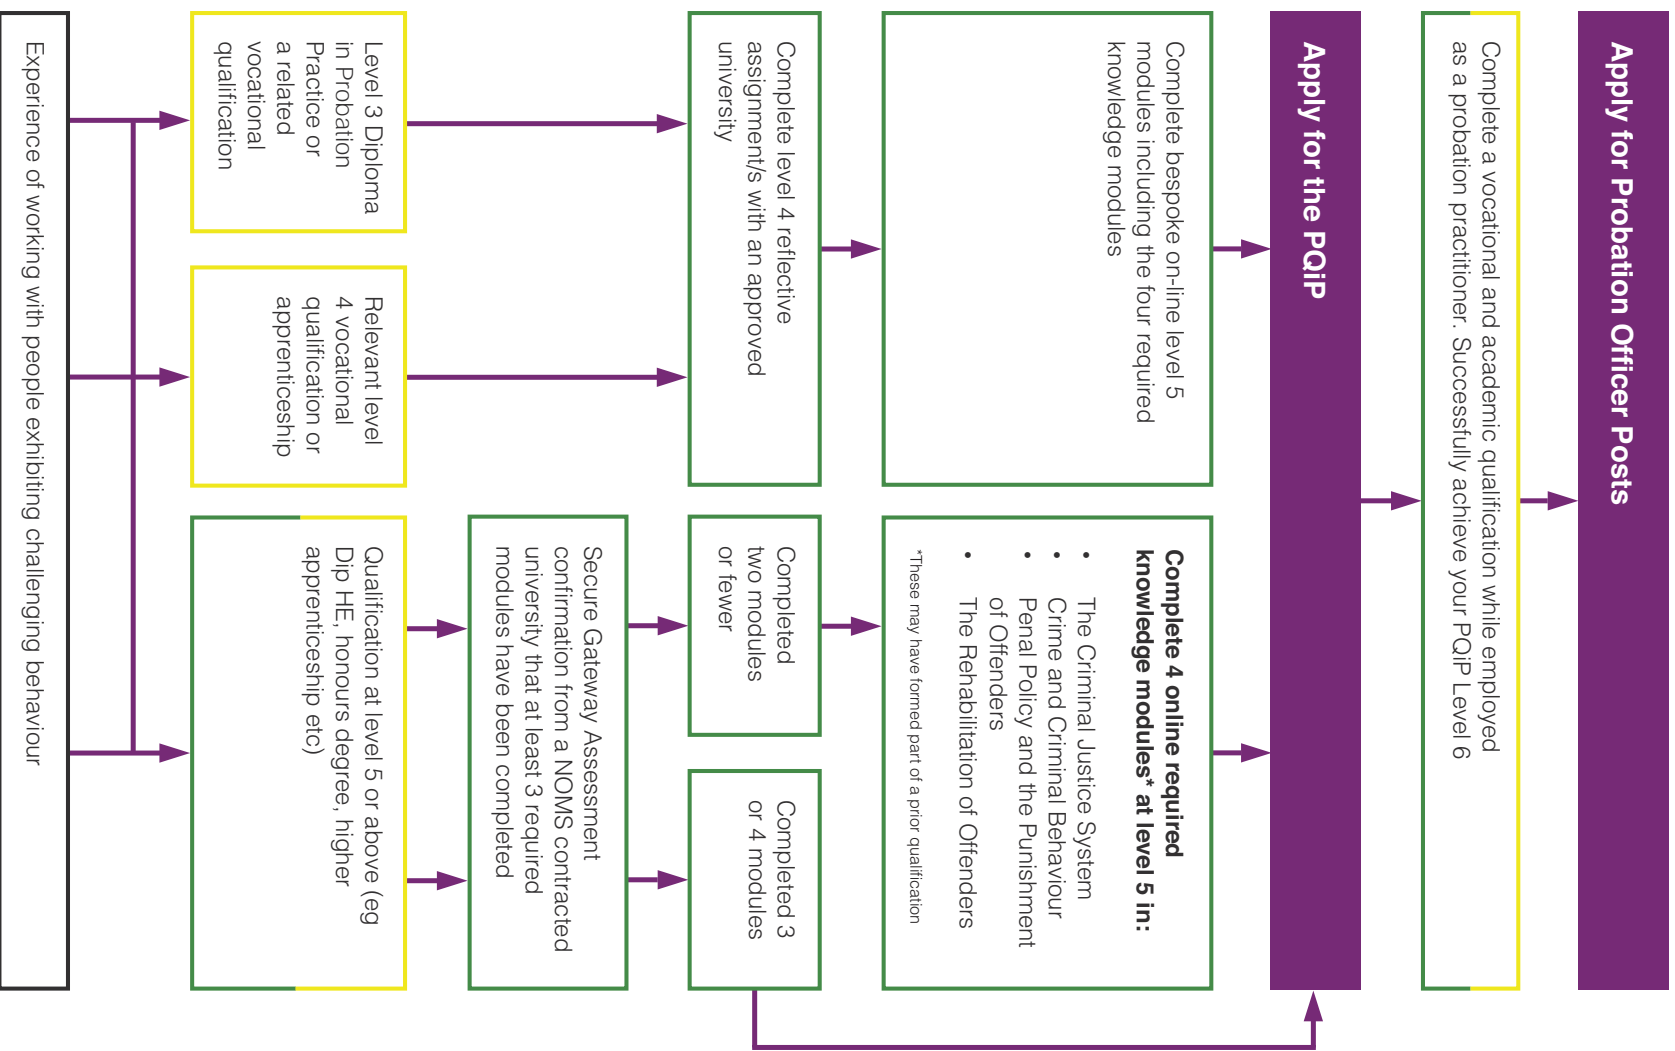 Apply for Probation Officer Posts
Complete a vocational and academic qualification while employed
as a probation practitioner. Successfully achieve your PQiP Level 6
Apply for the PQiP
Complete bespoke on-line level 5
modules including the four required
knowledge modules
Complete 4 online required
knowledge modules* at level 5 in:
• The Criminal Justice System
• Crime and Criminal Behaviour
• Penal Policy and the Punishment
of Offenders
• The Rehabilitation of Offenders
*These may have formed part of a prior qualification
Complete level 4 reflective
assignment/s with an approved
university
Completed
two modules
or fewer
Completed 3
or 4 modules
Secure Gateway Assessment
confirmation from a NOMS contracted
university that at least 3 required
modules have been completed
Level 3 Diploma
in Probation
Practice or
a related
vocational
qualification
Relevant level
4 vocational
qualification or
apprenticeship
Qualification at level 5 or above (eg
Dip HE, honours degree, higher
apprenticeship etc)
Experience of working with people exhibiting challenging behaviour